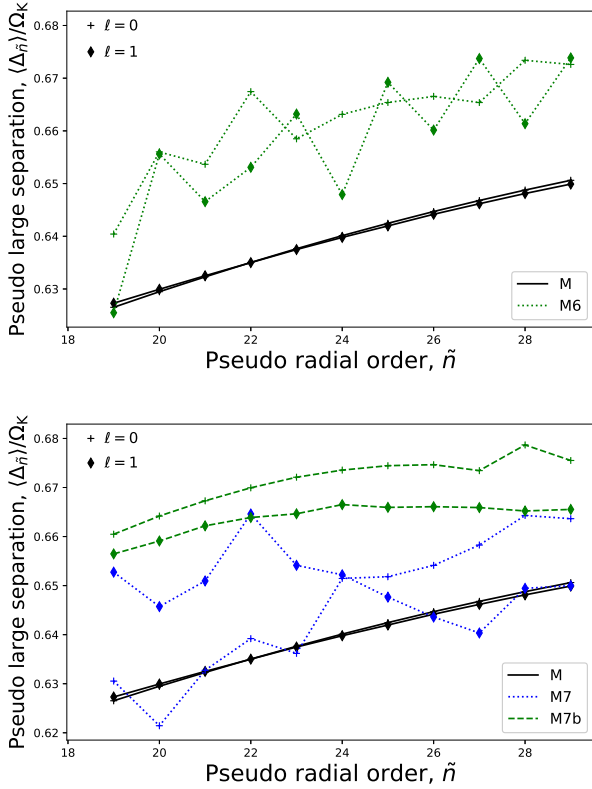 Pseudo large separation, ⟨Δñ⟩/Ω_K
0.68
0.67
0.66
0.65
0.64
0.63
ℓ = 0
ℓ = 1
M
M6
18 20 22 24 26 28
Pseudo radial order, ñ
Pseudo large separation, ⟨Δñ⟩/Ω_K
0.68
0.67
0.66
0.65
0.64
0.63
0.62
ℓ = 0
ℓ = 1
M
M7
M7b
18 20 22 24 26 28
Pseudo radial order, ñ